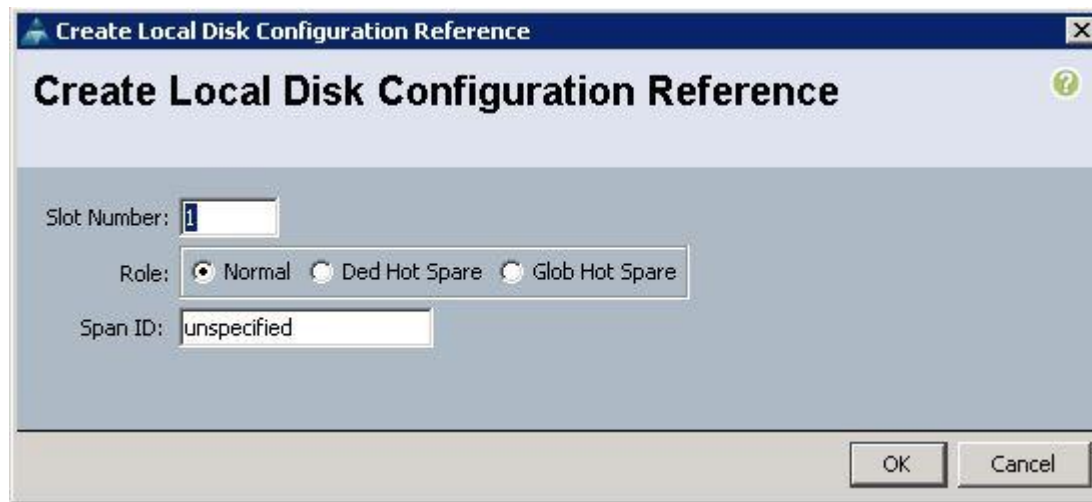 Create Local Disk Configuration Reference
Create Local Disk Configuration Reference
Slot Number: 1
Role: Normal Ded Hot Spare Glob Hot Spare
Span ID: unspecified
OK Cancel